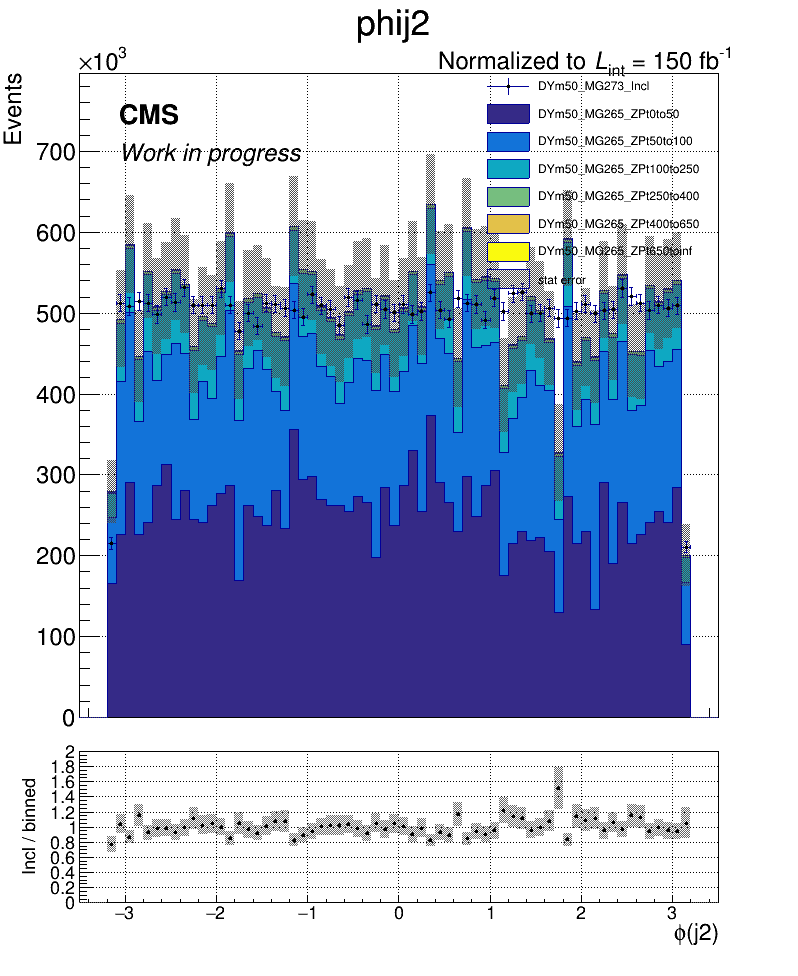 phij2
×10³
Normalized to L_int = 150 fb⁻¹
Events
CMS
Work in progress
DYm50_MG273_Incl
DYm50_MG265_ZPt0to50
DYm50_MG265_ZPt50to100
DYm50_MG265_ZPt100to250
DYm50_MG265_ZPt250to400
DYm50_MG265_ZPt400to650
DYm50_MG265_ZPt650toinf
stat error
700
600
500
400
300
200
100
0
Incl / binned
2
1.8
1.6
1.4
1.2
1
0.8
0.6
0.4
0.2
0
−3 −2 −1 0 1 2 3
ϕ(j2)